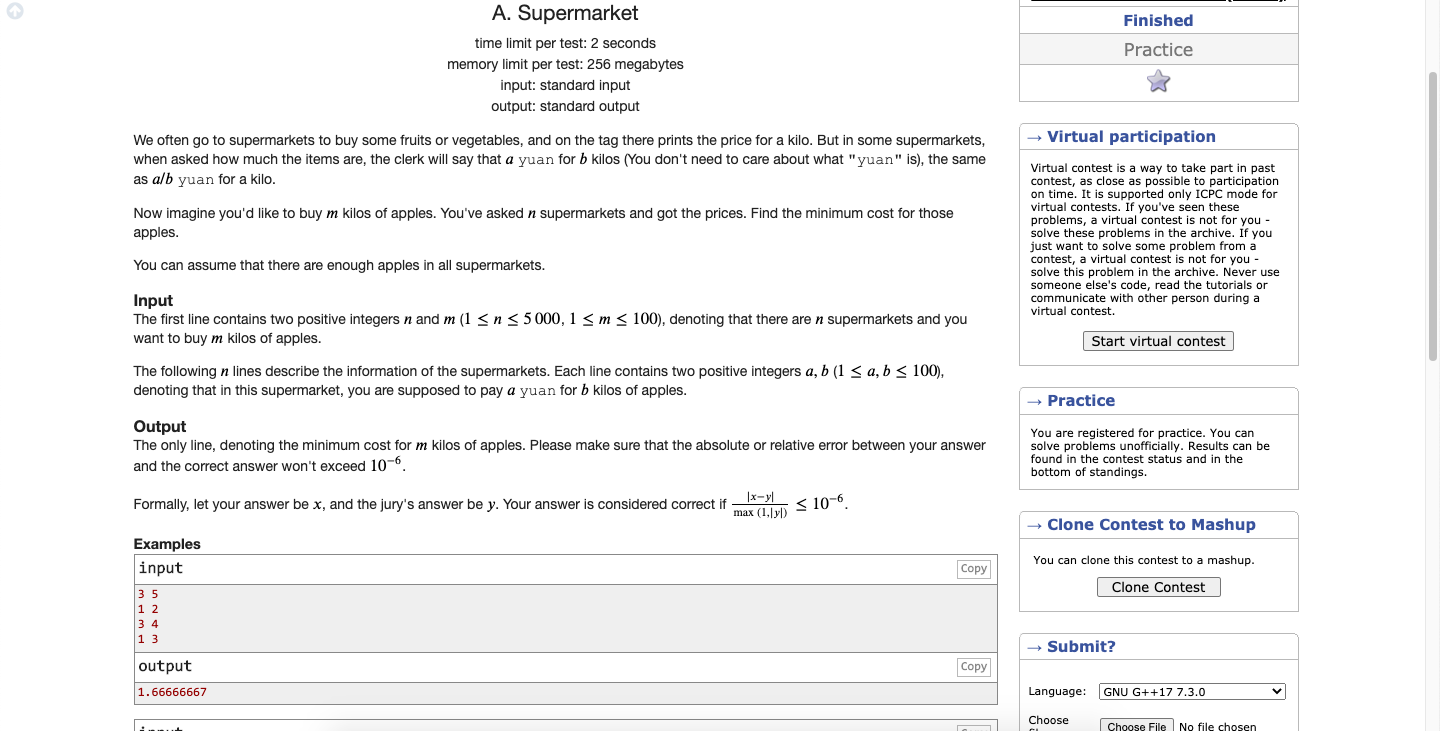 A. Supermarket
time limit per test: 2 seconds
memory limit per test: 256 megabytes
input: standard input
output: standard output
We often go to supermarkets to buy some fruits or vegetables, and on the tag there prints the price for a kilo. But in some supermarkets,
when asked how much the items are, the clerk will say that a yuan for b kilos (You don't need to care about what "yuan" is), the same
as a/b yuan for a kilo.
Now imagine you'd like to buy m kilos of apples. You've asked n supermarkets and got the prices. Find the minimum cost for those
apples.
You can assume that there are enough apples in all supermarkets.
Input
The first line contains two positive integers n and m (1 ≤ n ≤ 5 000, 1 ≤ m ≤ 100), denoting that there are n supermarkets and you
want to buy m kilos of apples.
The following n lines describe the information of the supermarkets. Each line contains two positive integers a, b (1 ≤ a, b ≤ 100),
denoting that in this supermarket, you are supposed to pay a yuan for b kilos of apples.
Output
The only line, denoting the minimum cost for m kilos of apples. Please make sure that the absolute or relative error between your answer
and the correct answer won't exceed 10⁻⁶.
Formally, let your answer be x, and the jury's answer be y. Your answer is considered correct if |x−y| / max (1,|y|) ≤ 10⁻⁶.
Examples
input
Copy
3 5
1 2
3 4
1 3
output
Copy
1.66666667
Finished
Practice
→ Virtual participation
Virtual contest is a way to take part in past
contest, as close as possible to participation
on time. It is supported only ICPC mode for
virtual contests. If you've seen these
problems, a virtual contest is not for you -
solve these problems in the archive. If you
just want to solve some problem from a
contest, a virtual contest is not for you -
solve this problem in the archive. Never use
someone else's code, read the tutorials or
communicate with other person during a
virtual contest.
Start virtual contest
→ Practice
You are registered for practice. You can
solve problems unofficially. Results can be
found in the contest status and in the
bottom of standings.
→ Clone Contest to Mashup
You can clone this contest to a mashup.
Clone Contest
→ Submit?
Language: GNU G++17 7.3.0
Choose
Choose File No file chosen